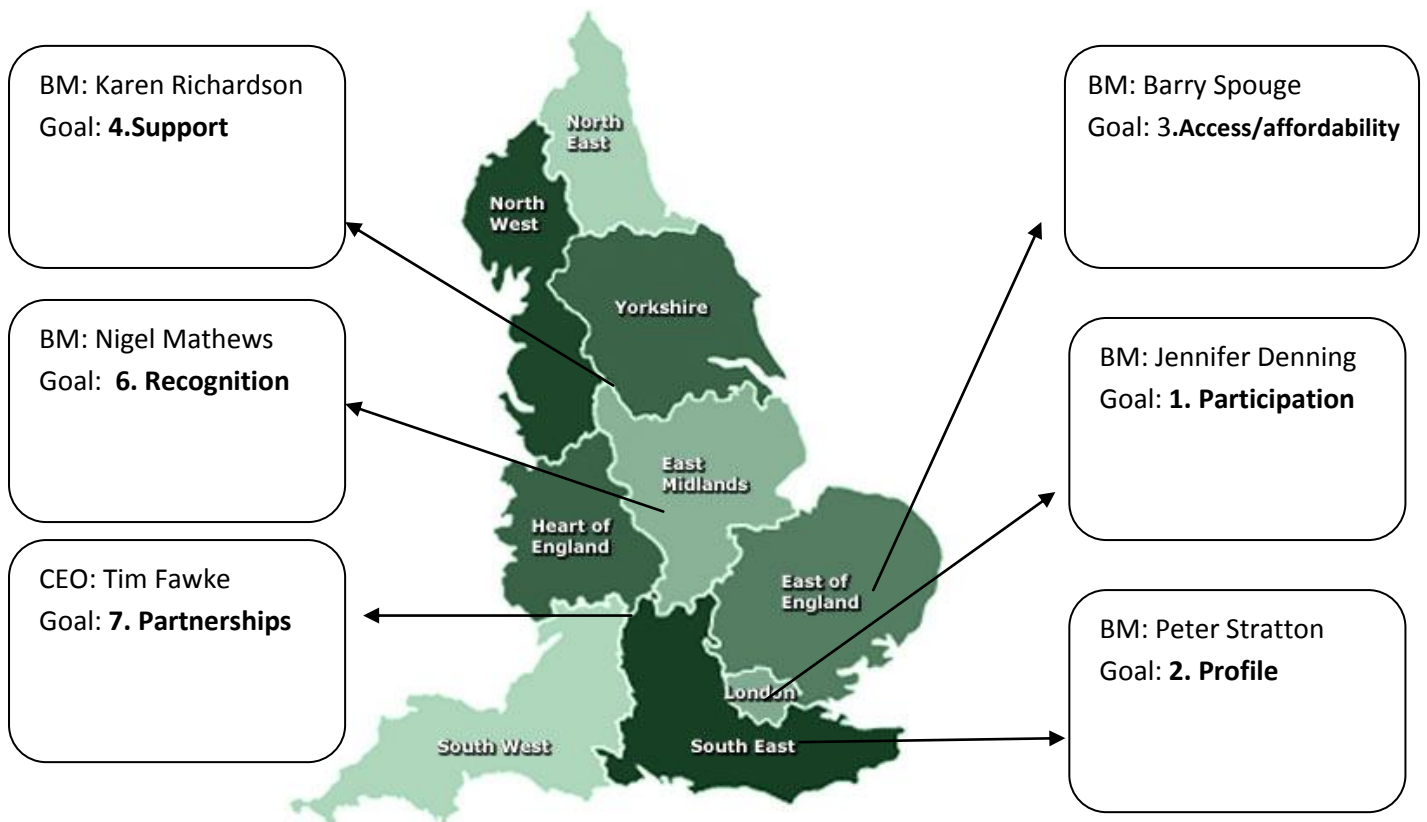 BM: Karen Richardson
Goal: 4.Support
BM: Nigel Mathews
Goal: 6. Recognition
CEO: Tim Fawke
Goal: 7. Partnerships
North
East
North
West
Yorkshire
East
Midlands
Heart of
England
East of
England
London
South West
South East
BM: Barry Spouge
Goal: 3.Access/affordability
BM: Jennifer Denning
Goal: 1. Participation
BM: Peter Stratton
Goal: 2. Profile